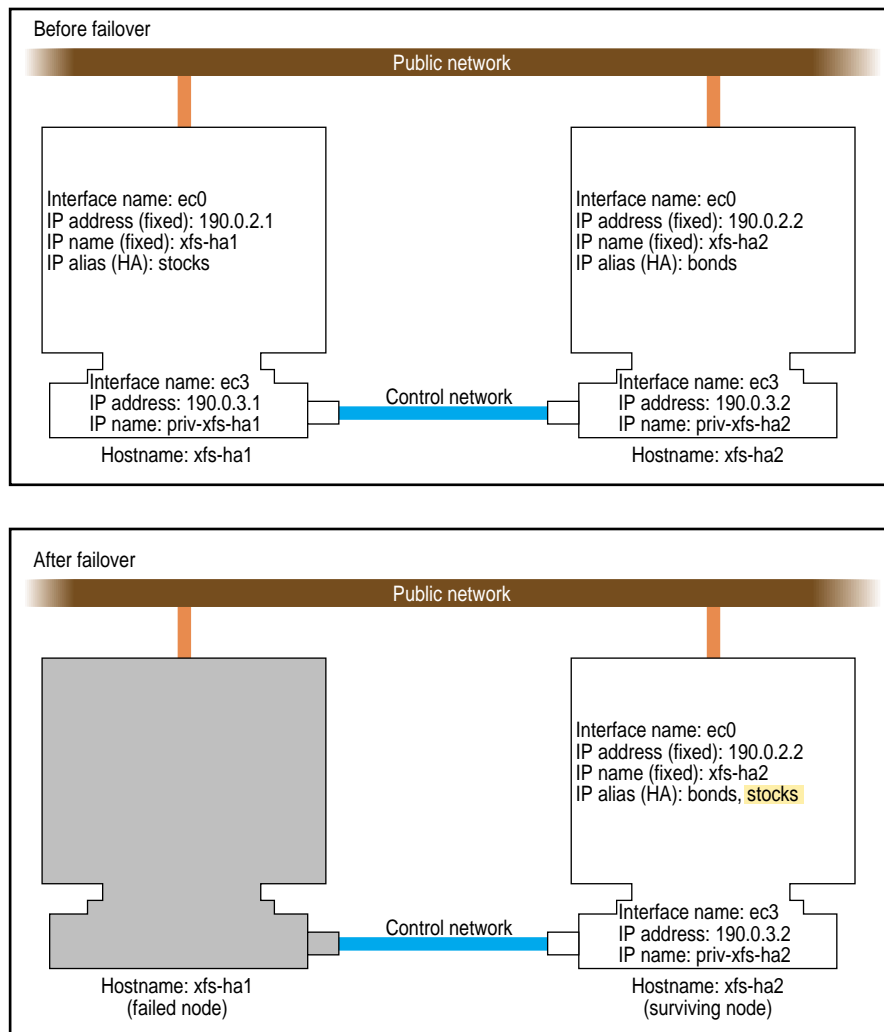 Before failover
Public network
Interface name: ec0
IP address (fixed): 190.0.2.1
IP name (fixed): xfs-ha1
IP alias (HA): stocks
Interface name: ec0
IP address (fixed): 190.0.2.2
IP name (fixed): xfs-ha2
IP alias (HA): bonds
Interface name: ec3
IP address: 190.0.3.1
IP name: priv-xfs-ha1
Control network
Interface name: ec3
IP address: 190.0.3.2
IP name: priv-xfs-ha2
Hostname: xfs-ha1
Hostname: xfs-ha2
After failover
Public network
Interface name: ec0
IP address (fixed): 190.0.2.2
IP name (fixed): xfs-ha2
IP alias (HA): bonds, stocks
Control network
Interface name: ec3
IP address: 190.0.3.2
IP name: priv-xfs-ha2
Hostname: xfs-ha1
(failed node)
Hostname: xfs-ha2
(surviving node)